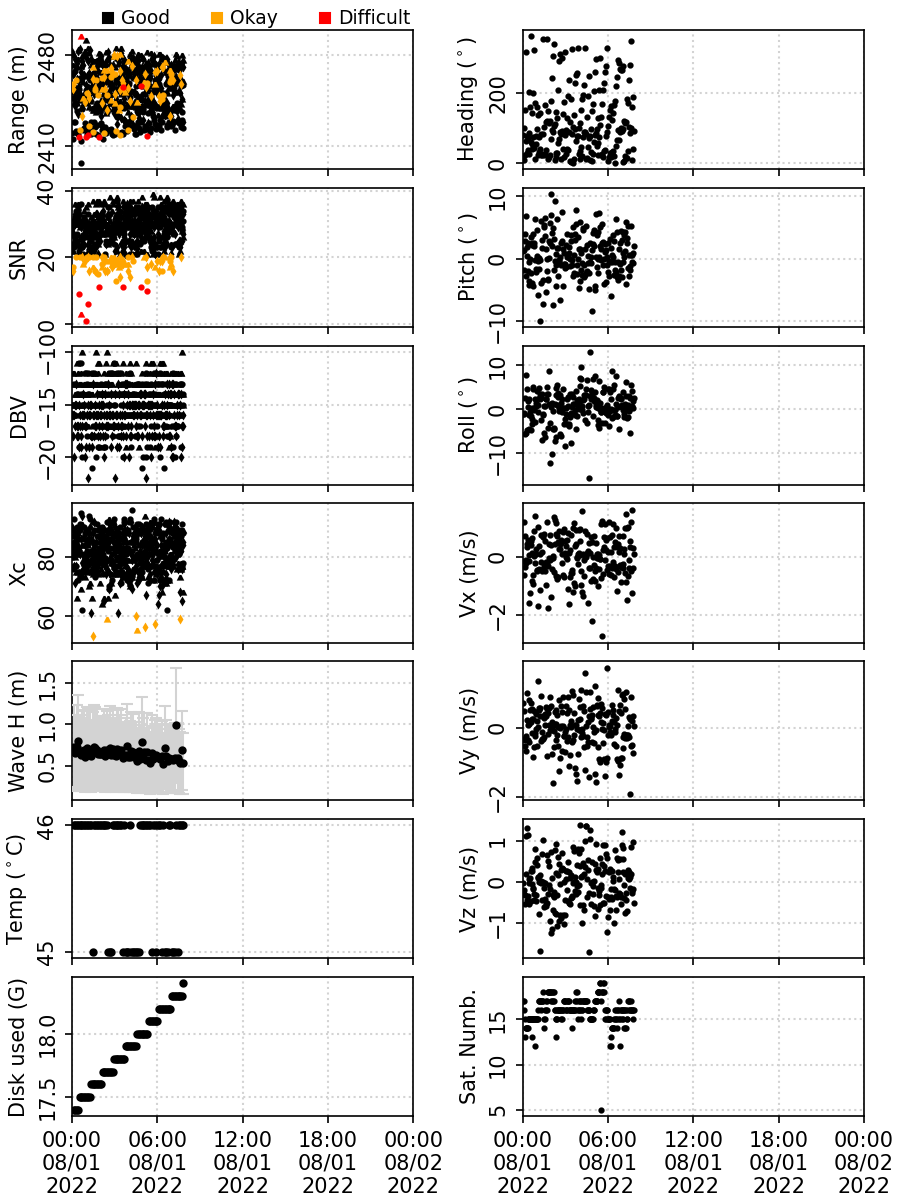 Good Okay Difficult
Range (m)
2480
2410
Heading (°)
200
0
SNR
40
20
0
Pitch (°)
10
0
−10
DBV
−10
−15
−20
Roll (°)
10
0
−10
Xc
80
60
Vx (m/s)
0
−2
Wave H (m)
1.5
1.0
0.5
Vy (m/s)
0
−2
Temp (°C)
46
45
Vz (m/s)
1
0
−1
Disk used (G)
18.0
17.5
Sat. Numb.
15
10
5
00:00 06:00 12:00 18:00 00:00
08/01 08/01 08/01 08/01 08/02
2022 2022 2022 2022 2022
00:00 06:00 12:00 18:00 00:00
08/01 08/01 08/01 08/01 08/02
2022 2022 2022 2022 2022